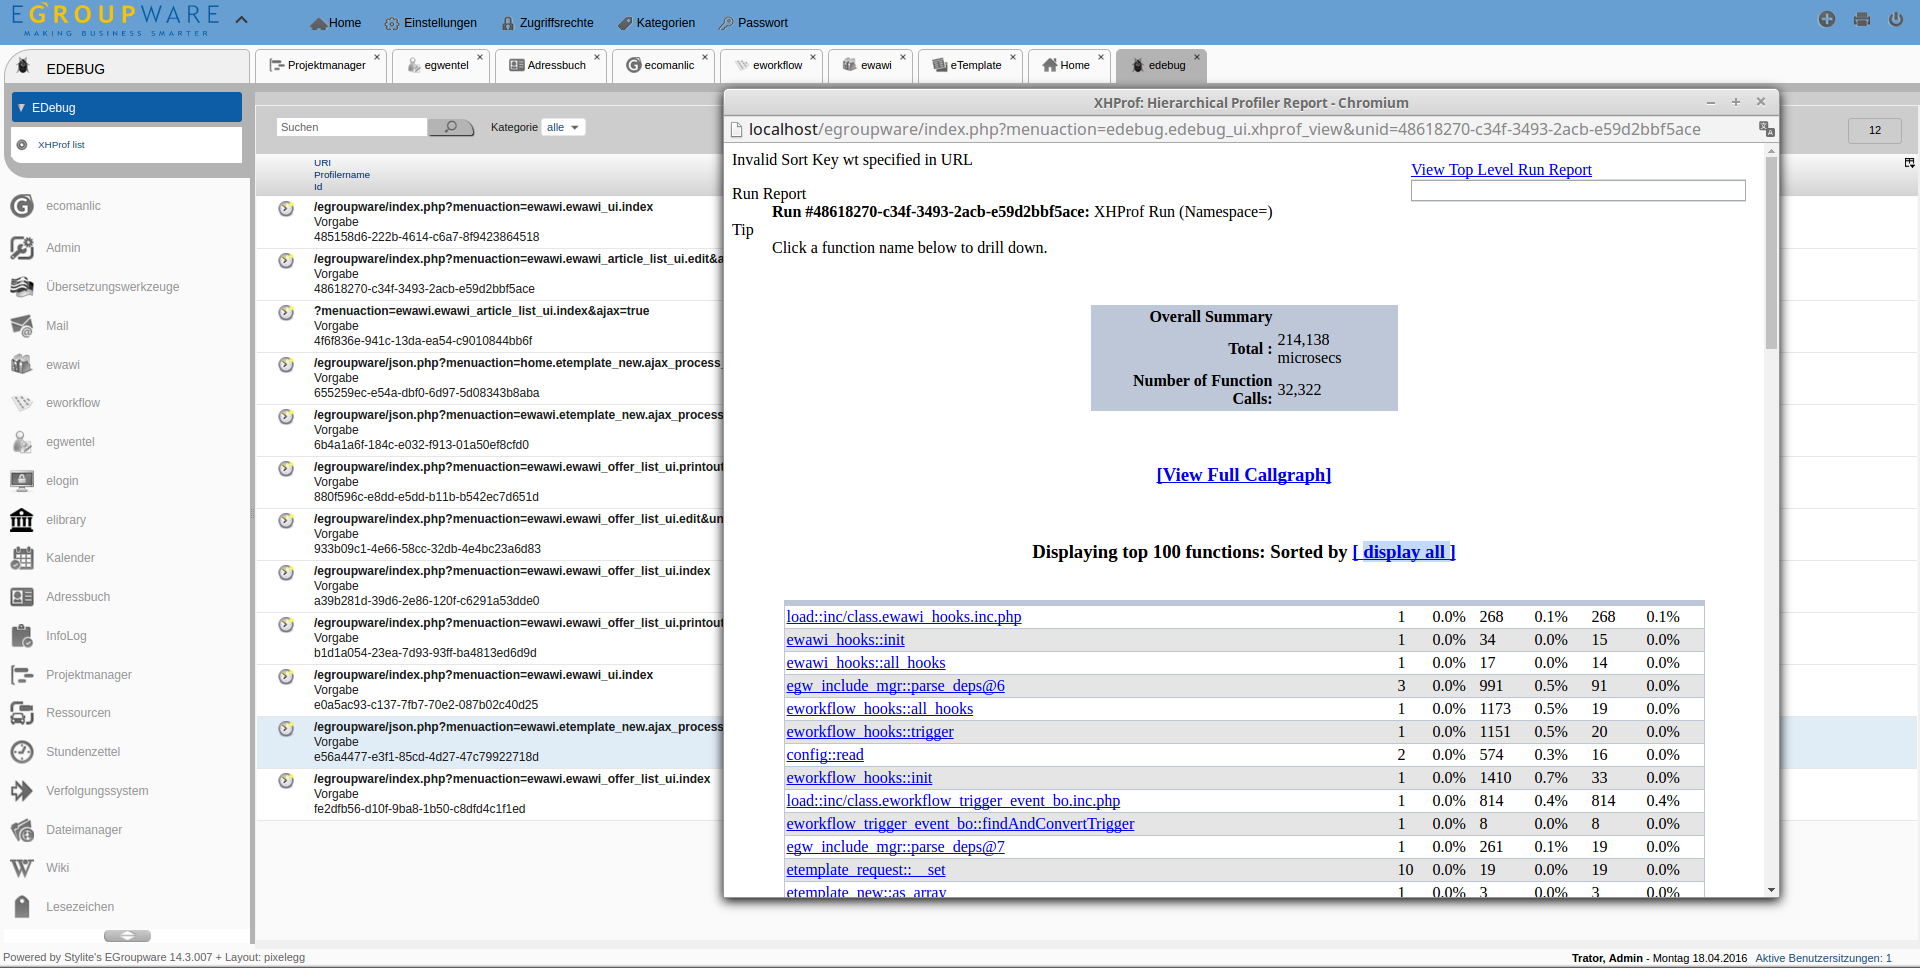 EGROUPWARE
MAKING BUSINESS SMARTER
Home
Einstellungen
Zugriffsrechte
Kategorien
Passwort
EDEBUG
Projektmanager
egwentel
Adressbuch
ecomanlic
eworkflow
ewawi
eTemplate
Home
edebug
EDebug
XHProf list
ecomanlic
Admin
Übersetzungswerkzeuge
Mail
ewawi
eworkflow
egwentel
elogin
elibrary
Kalender
Adressbuch
InfoLog
Projektmanager
Ressourcen
Stundenzettel
Verfolgungssystem
Dateimanager
Wiki
Lesezeichen
Suchen
Kategorie alle
12
URI
Profilername
Id
/egroupware/index.php?menuaction=ewawi.ewawi_ui.index
Vorgabe
485158d6-222b-4614-c6a7-8f9423864518
/egroupware/index.php?menuaction=ewawi.ewawi_article_list_ui.edit&a
Vorgabe
48618270-c34f-3493-2acb-e59d2bbf5ace
?menuaction=ewawi.ewawi_article_list_ui.index&ajax=true
Vorgabe
4f6f836e-941c-13da-ea54-c9010844bb6f
/egroupware/json.php?menuaction=home.etemplate_new.ajax_process_
Vorgabe
655259ec-e54a-dbf0-6d97-5d08343b8aba
/egroupware/json.php?menuaction=ewawi.etemplate_new.ajax_process
Vorgabe
6b4a1a6f-184c-e032-f913-01a50ef8cfd0
/egroupware/index.php?menuaction=ewawi.ewawi_offer_list_ui.printout
Vorgabe
880f596c-e8dd-e5dd-b11b-b542ec7d651d
/egroupware/index.php?menuaction=ewawi.ewawi_offer_list_ui.edit&un
Vorgabe
933b09c1-4e66-58cc-32db-4e4bc23a6d83
/egroupware/index.php?menuaction=ewawi.ewawi_offer_list_ui.index
Vorgabe
a39b281d-39d6-2e86-120f-c6291a53dde0
/egroupware/index.php?menuaction=ewawi.ewawi_offer_list_ui.printout
Vorgabe
b1d1a054-23ea-7d93-93ff-ba4813ed6d9d
/egroupware/index.php?menuaction=ewawi.ewawi_ui.index
Vorgabe
e0a5ac93-c137-7fb7-70e2-087b02c40d25
/egroupware/json.php?menuaction=ewawi.etemplate_new.ajax_process
Vorgabe
e56a4477-e3f1-85cd-4d27-47c79922718d
/egroupware/index.php?menuaction=ewawi.ewawi_offer_list_ui.index
Vorgabe
fe2dfb56-d10f-9ba8-1b50-c8dfd4c1f1ed
XHProf: Hierarchical Profiler Report - Chromium
localhost/egroupware/index.php?menuaction=edebug.edebug_ui.xhprof_view&unid=48618270-c34f-3493-2acb-e59d2bbf5ace
Invalid Sort Key wt specified in URL
View Top Level Run Report
Run Report
Run #48618270-c34f-3493-2acb-e59d2bbf5ace: XHProf Run (Namespace=)
Tip
Click a function name below to drill down.
Overall Summary
Total : 214,138 microsecs
Number of Function Calls: 32,322
[View Full Callgraph]
Displaying top 100 functions: Sorted by [ display all ]
load::inc/class.ewawi_hooks.inc.php 1 0.0% 268 0.1% 268 0.1%
ewawi_hooks::init 1 0.0% 34 0.0% 15 0.0%
ewawi_hooks::all_hooks 1 0.0% 17 0.0% 14 0.0%
egw_include_mgr::parse_deps@6 3 0.0% 991 0.5% 91 0.0%
eworkflow_hooks::all_hooks 1 0.0% 1173 0.5% 19 0.0%
eworkflow_hooks::trigger 1 0.0% 1151 0.5% 20 0.0%
config::read 2 0.0% 574 0.3% 16 0.0%
eworkflow_hooks::init 1 0.0% 1410 0.7% 33 0.0%
load::inc/class.eworkflow_trigger_event_bo.inc.php 1 0.0% 814 0.4% 814 0.4%
eworkflow_trigger_event_bo::findAndConvertTrigger 1 0.0% 8 0.0% 8 0.0%
egw_include_mgr::parse_deps@7 1 0.0% 261 0.1% 19 0.0%
etemplate_request::__set 10 0.0% 19 0.0% 19 0.0%
etemplate_new::as_array 1 0.0% 3 0.0% 3 0.0%
Powered by Stylite's EGroupware 14.3.007 + Layout: pixelegg
Trator, Admin - Montag 18.04.2016 Aktive Benutzersitzungen: 1